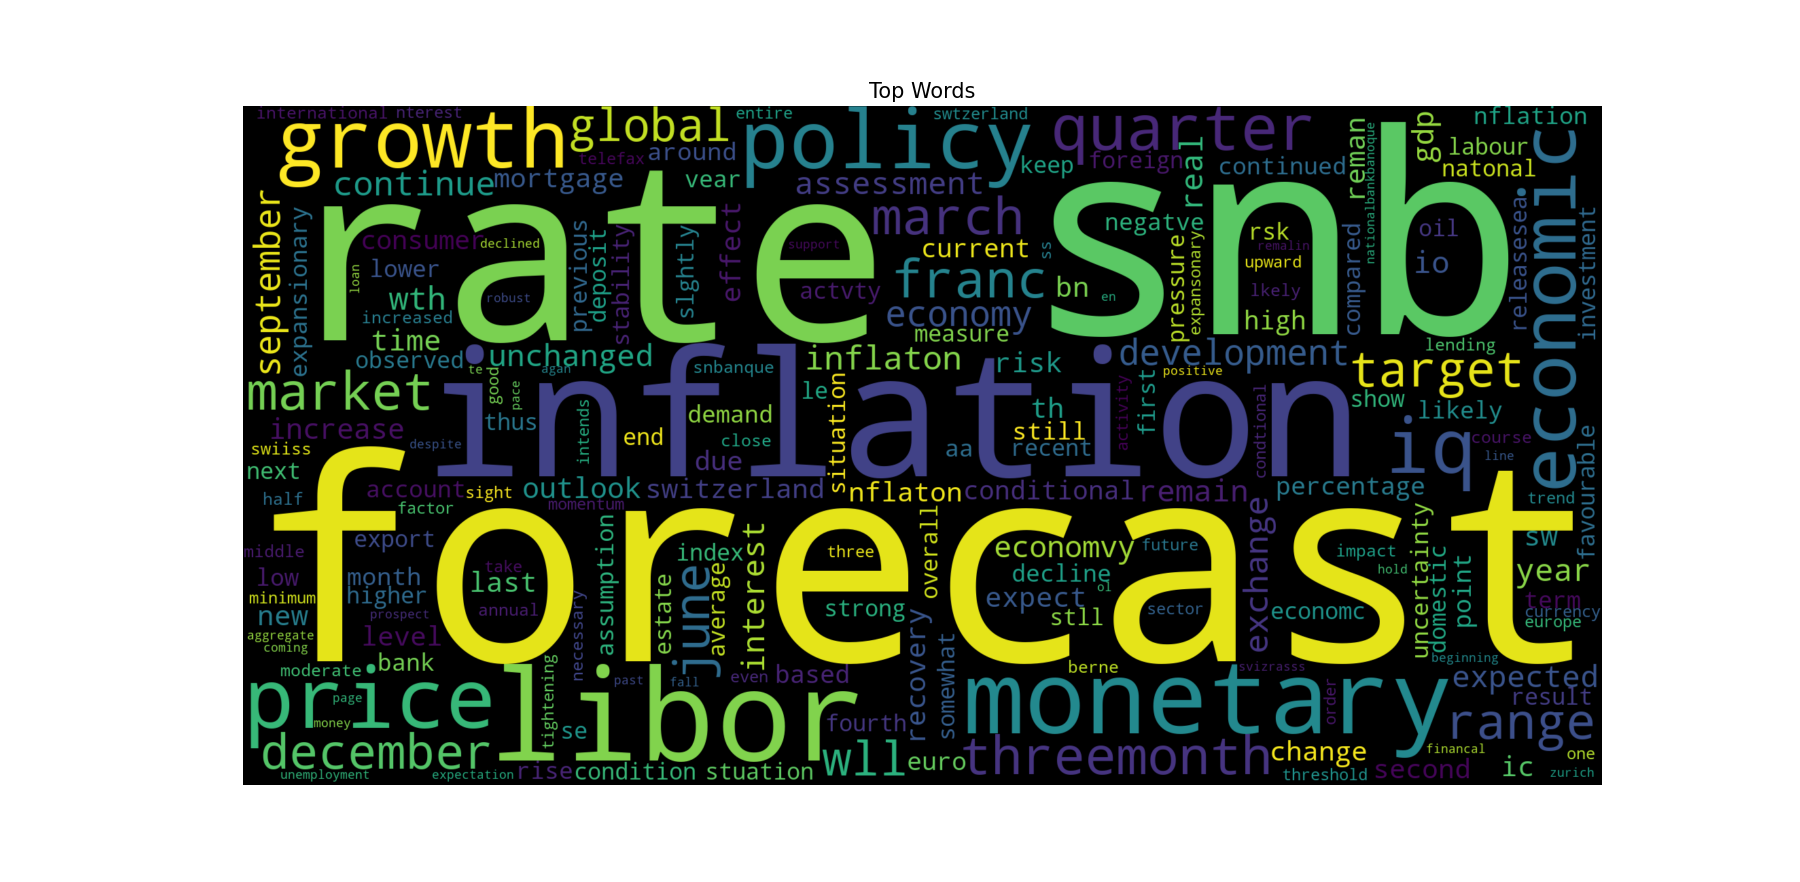 Top Words
international nterest entire swtzerland nflation
growth global policy quarter gdp labour
telefax around keep foreign real continued reman natonal
continue mortgage vear assessment economic
september expansionary rate snb march negatve
consumer declined support current ss rsk oil
lower previous deposit stability slghtly effect franc pressure expansonary remalin compared nationalbankbanoque releaseseai investment
loan robust wth actvty bn en upward io lkely
increased economy high
time measure lending
observed unchanged inflaton risk development target
te agan snbanque positive
good pace inflation le first show
market thus intends demand situation th activity likely
increase end close still conditional iq course
swiiss despite due aa recent line
next account sight outlook switzerland nflaton conditional remain percentage
half factor momentum trend favourable
forecast
middle export index three economvy future impact sw
low month take last assumption interest overall decline exchange hold uncertainty domestic point year
minimum higher annual estate average strong expect ol sector economc term
new prospect june stll currency
aggregate level necessary recovery europe
coming somewhat
moderate bank berne svizrasss beginning
price page libor past fall even based monetary expected
money tightening se fourth order result
december range
wll threemonth change financal one
unemployment expectation rise condition stuation euro threshold second ic zurich